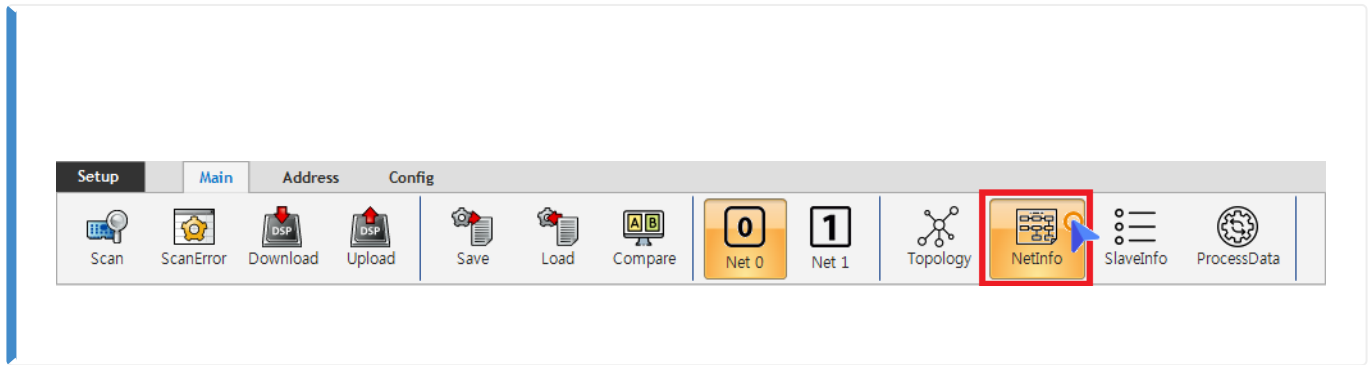 Setup Main Address Config
DSP DSP A B 0 1
Scan ScanError Download Upload Save Load Compare Net 0 Net 1 Topology NetInfo SlaveInfo ProcessData